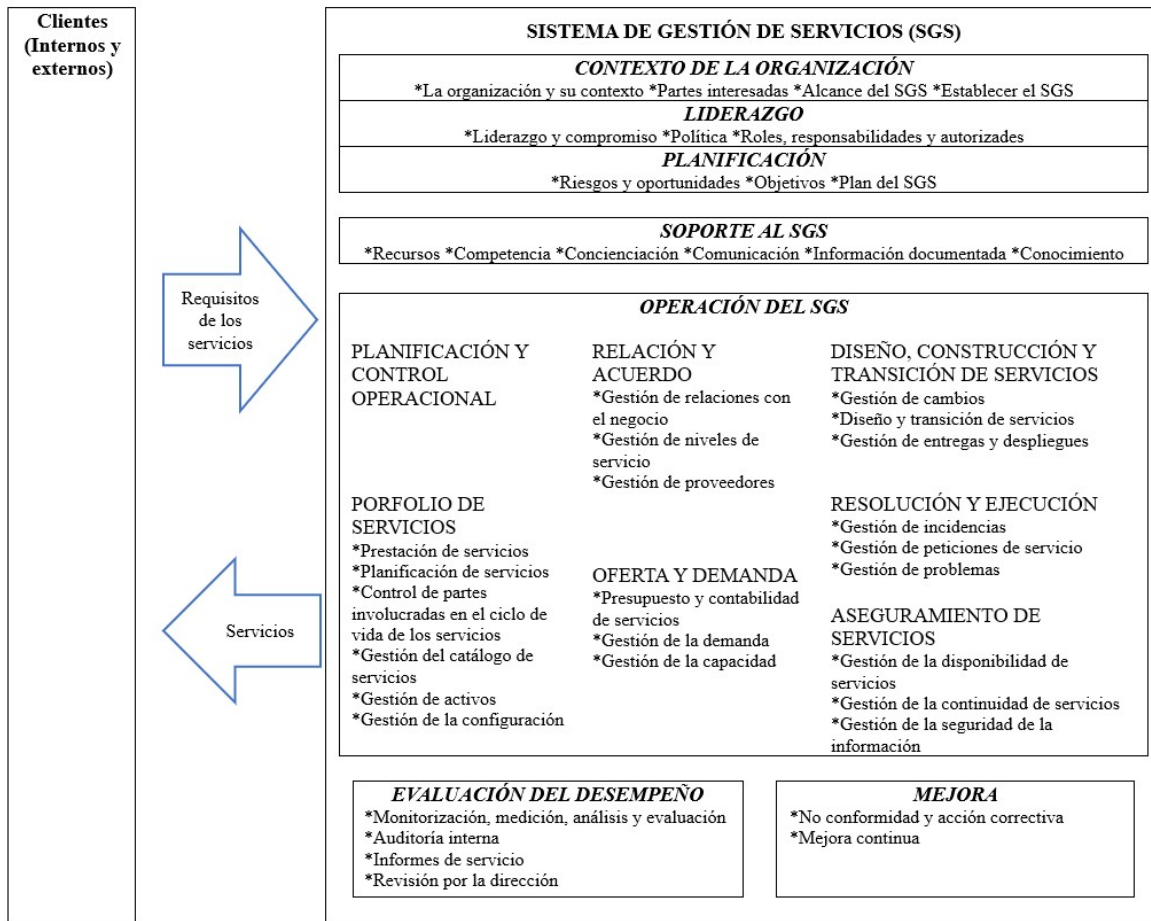 Clientes
(Internos y
externos)
SISTEMA DE GESTIÓN DE SERVICIOS (SGS)
CONTEXTO DE LA ORGANIZACIÓN
*La organización y su contexto *Partes interesadas *Alcance del SGS *Establecer el SGS
LIDERAZGO
*Liderazgo y compromiso *Política *Roles, responsabilidades y autorizades
PLANIFICACIÓN
*Riesgos y oportunidades *Objetivos *Plan del SGS
SOPORTE AL SGS
*Recursos *Competencia *Concienciación *Comunicación *Información documentada *Conocimiento
Requisitos
de los
servicios
Servicios
OPERACIÓN DEL SGS
PLANIFICACIÓN Y
CONTROL
OPERACIONAL
PORFOLIO DE
SERVICIOS
*Prestación de servicios
*Planificación de servicios
*Control de partes
involucradas en el ciclo de
vida de los servicios
*Gestión del catálogo de
servicios
*Gestión de activos
*Gestión de la configuración
RELACIÓN Y
ACUERDO
*Gestión de relaciones con
el negocio
*Gestión de niveles de
servicio
*Gestión de proveedores
OFERTA Y DEMANDA
*Presupuesto y contabilidad
de servicios
*Gestión de la demanda
*Gestión de la capacidad
DISEÑO, CONSTRUCCIÓN Y
TRANSICIÓN DE SERVICIOS
*Gestión de cambios
*Diseño y transición de servicios
*Gestión de entregas y despliegues
RESOLUCIÓN Y EJECUCIÓN
*Gestión de incidencias
*Gestión de peticiones de servicio
*Gestión de problemas
ASEGURAMIENTO DE
SERVICIOS
*Gestión de la disponibilidad de
servicios
*Gestión de la continuidad de servicios
*Gestión de la seguridad de la
información
EVALUACIÓN DEL DESEMPEÑO
*Monitorización, medición, análisis y evaluación
*Auditoría interna
*Informes de servicio
*Revisión por la dirección
MEJORA
*No conformidad y acción correctiva
*Mejora continua